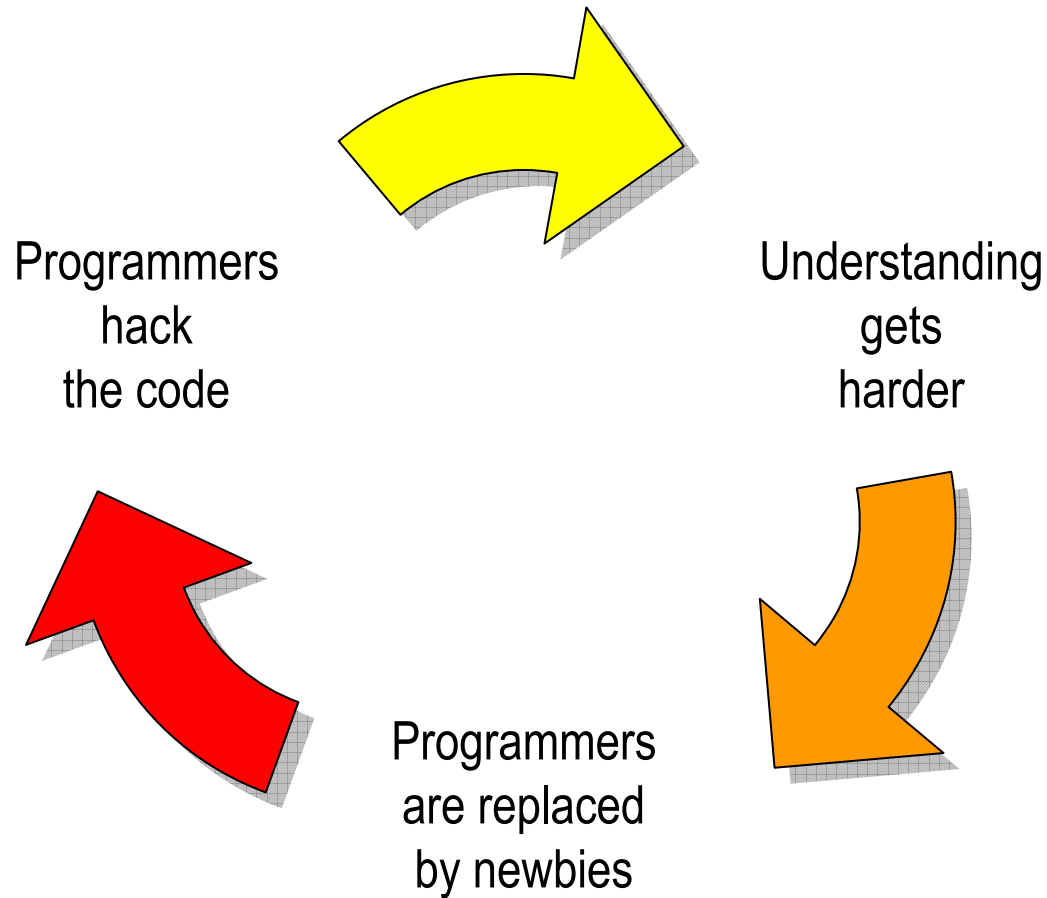 Programmers
hack
the code
Understanding
gets
harder
Programmers
are replaced
by newbies